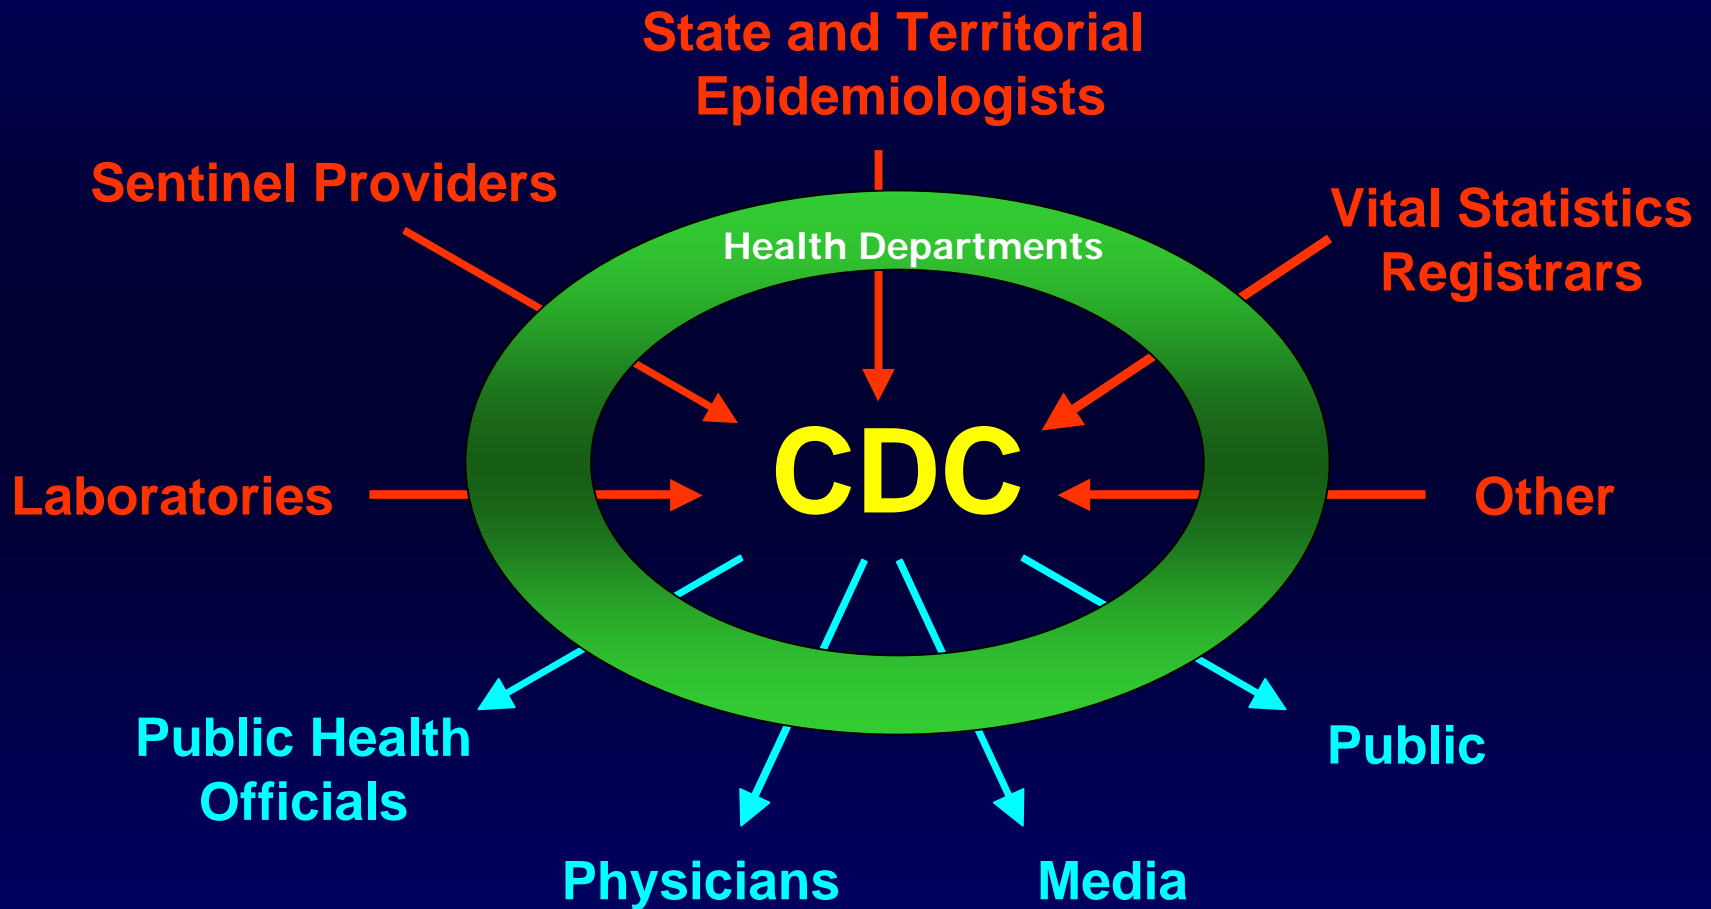 State and Territorial
Epidemiologists
Sentinel Providers
Vital Statistics
Registrars
Health Departments
CDC
Laboratories
Other
Public Health
Officials
Public
Physicians
Media